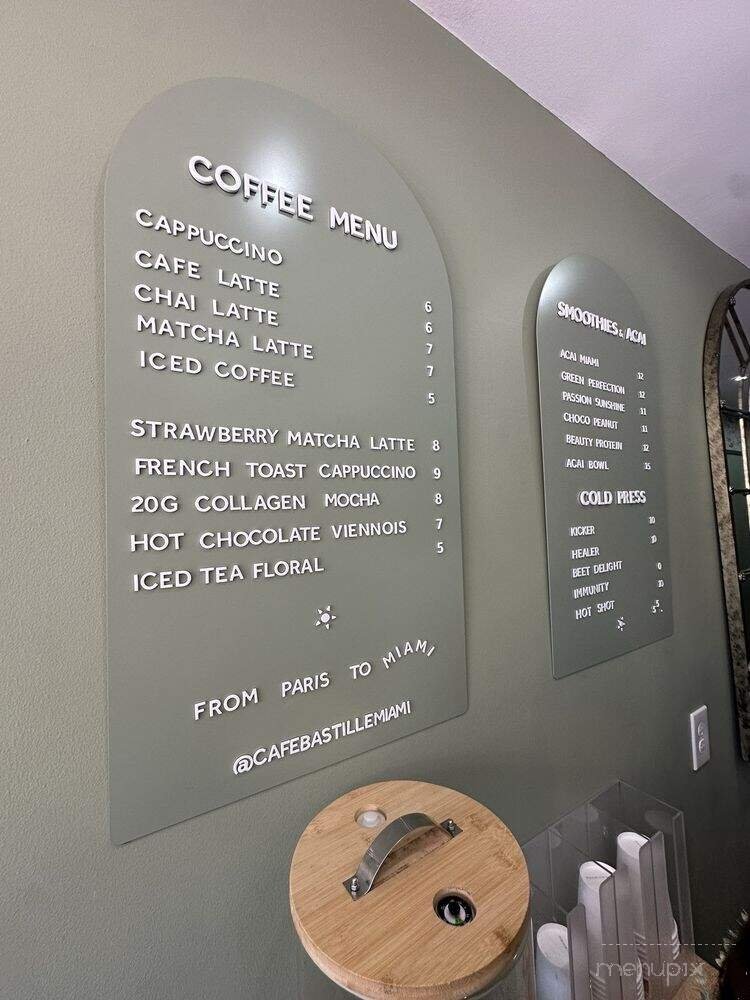 COFFEE MENU
CAPPUCCINO 6
CAFE LATTE 6
CHAI LATTE 7
MATCHA LATTE 7
ICED COFFEE 5
STRAWBERRY MATCHA LATTE 8
FRENCH TOAST CAPPUCCINO 9
20G COLLAGEN MOCHA 8
HOT CHOCOLATE VIENNOIS 7
ICED TEA FLORAL 5
FROM PARIS TO MIAMI
@CAFEBASTILLEMIAMI
SMOOTHIES & ACAI
ACAI MIAMI 12
GREEN PERFECTION 12
PASSION SUNSHINE 11
CHOCO PEANUT 11
BEAUTY PROTEIN 12
ACAI BOWL 15
COLD PRESS
KICKER 10
HEALER 10
BEET DELIGHT
IMMUNITY 10
HOT SHOT
menupix